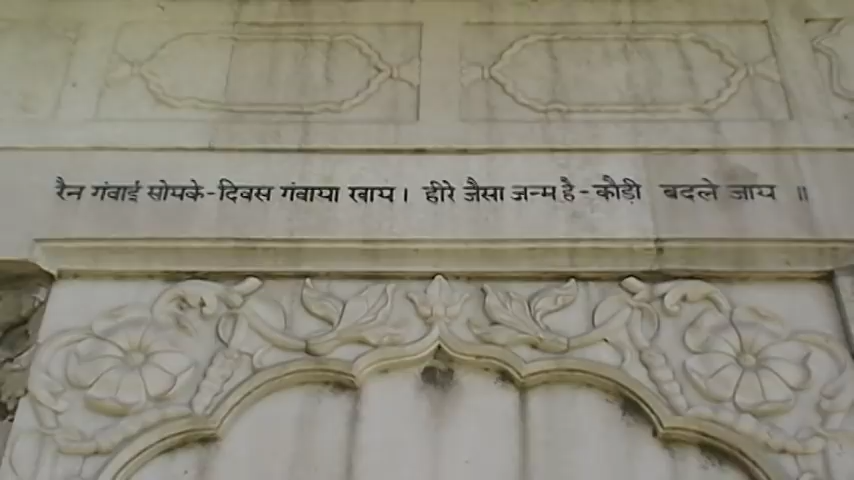 रैन गंवाई सोयके-दिवस गंवाया खाय। हीरे जैसा जन्म है-कौड़ी बदले जाय ॥